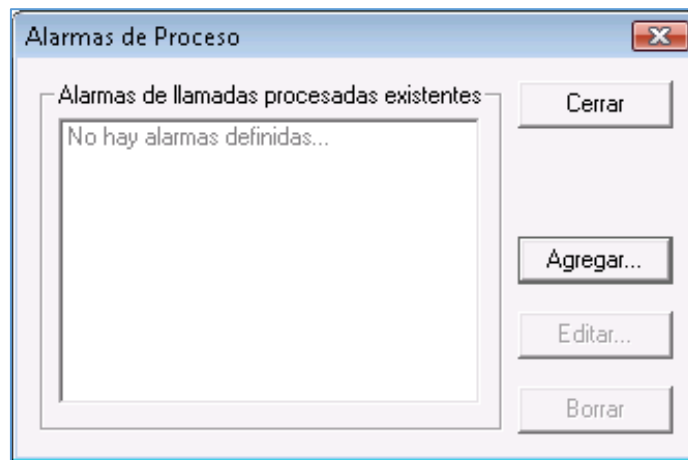 Alarmas de Proceso
Alarmas de llamadas procesadas existentes
No hay alarmas definidas...
Cerrar
Agregar...
Editar...
Borrar